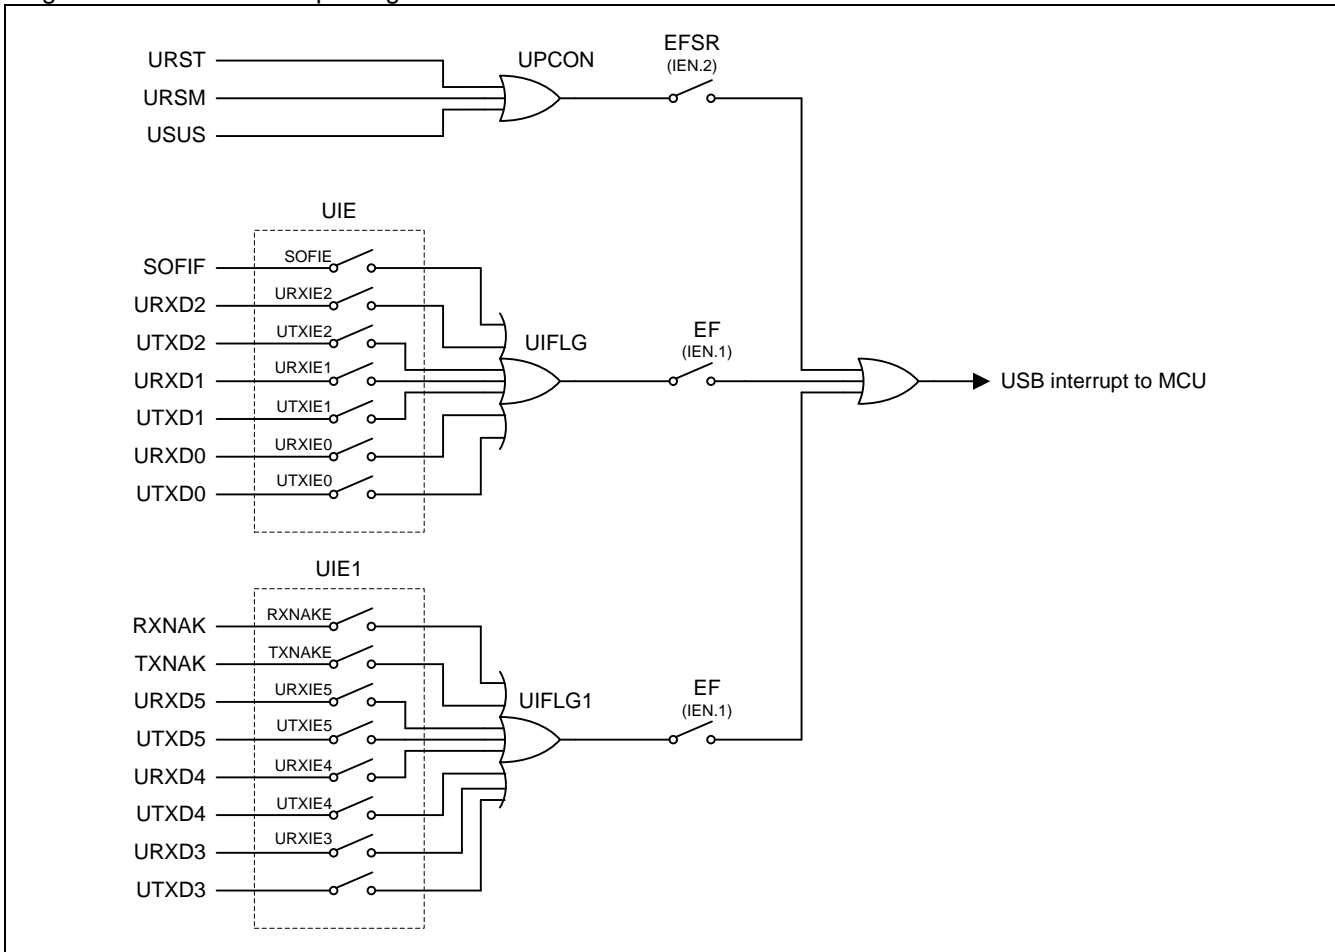 URST
URSM
USUS
UPCON
EFSR
(IEN.2)
UIE
SOFIF
SOFIE
URXD2
URXIE2
UTXD2
UTXIE2
URXD1
URXIE1
UTXD1
UTXIE1
URXD0
URXIE0
UTXD0
UTXIE0
UIFLG
EF
(IEN.1)
USB interrupt to MCU
UIE1
RXNAK
RXNAKE
TXNAK
TXNAKE
URXD5
URXIE5
UTXD5
UTXIE5
URXD4
URXIE4
UTXD4
UTXIE4
URXD3
URXIE3
UTXD3
UIFLG1
EF
(IEN.1)